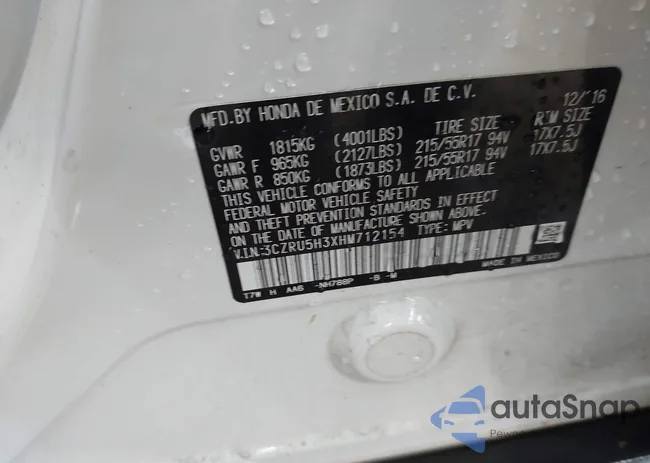 MFD.BY HONDA DE MEXICO S.A. DE C.V. 12/'16
GVWR 1815KG (4001LBS) TIRE SIZE RIM SIZE
GAWR F 965KG (2127LBS) 215/55R17 94V 17X7.5J
GAWR R 850KG (1873LBS) 215/55R17 94V 17X7.5J
THIS VEHICLE CONFORMS TO ALL APPLICABLE
FEDERAL MOTOR VEHICLE SAFETY
AND THEFT PREVENTION STANDARDS IN EFFECT
ON THE DATE OF MANUFACTURE SHOWN ABOVE.
V.I.N:3CZRU5H3XHM712154 TYPE: MPV
T7W H AA6 -NH788P -B -M MADE IN MEXICO
autoSnap